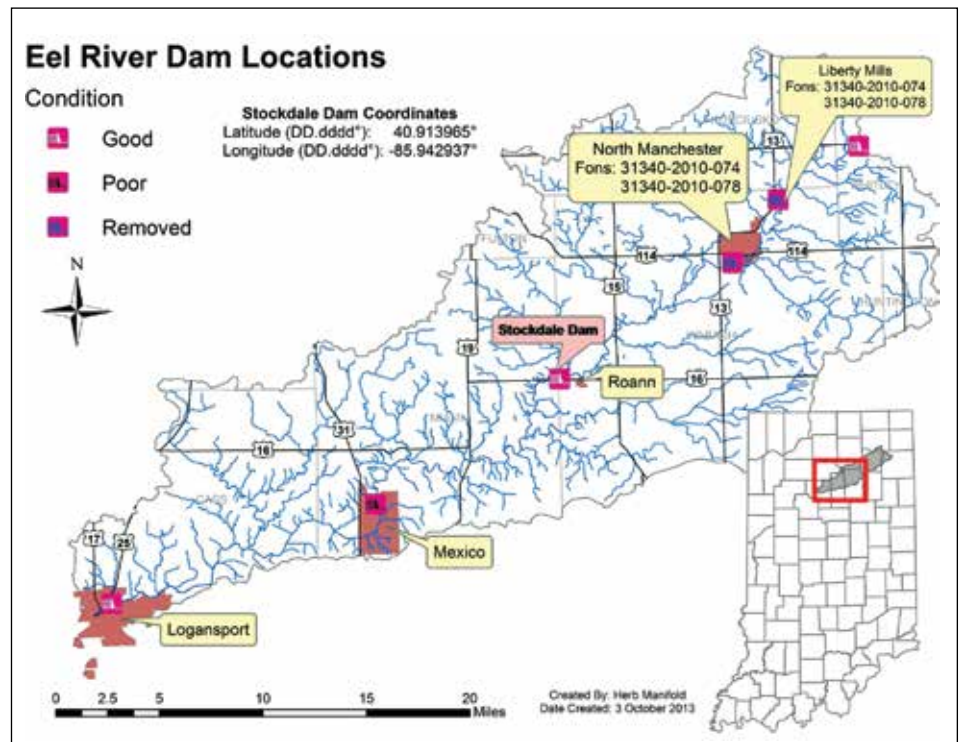 Eel River Dam Locations
Condition
Good
Poor
Removed
Stockdale Dam Coordinates
Latitude (DD.dddd°): 40.913965°
Longitude (DD.dddd°): -85.942937°
N
Liberty Mills
Fons: 31340-2010-074
31340-2010-078
North Manchester
Fons: 31340-2010-074
31340-2010-078
13
114
114
FULTON
15
13
19
Stockdale Dam
Roann
16
31
16
CASS
17
25
Mexico
Logansport
0 2.5 5 10 15 20
Miles
Created By: Herb Manifold
Date Created: 3 October 2013